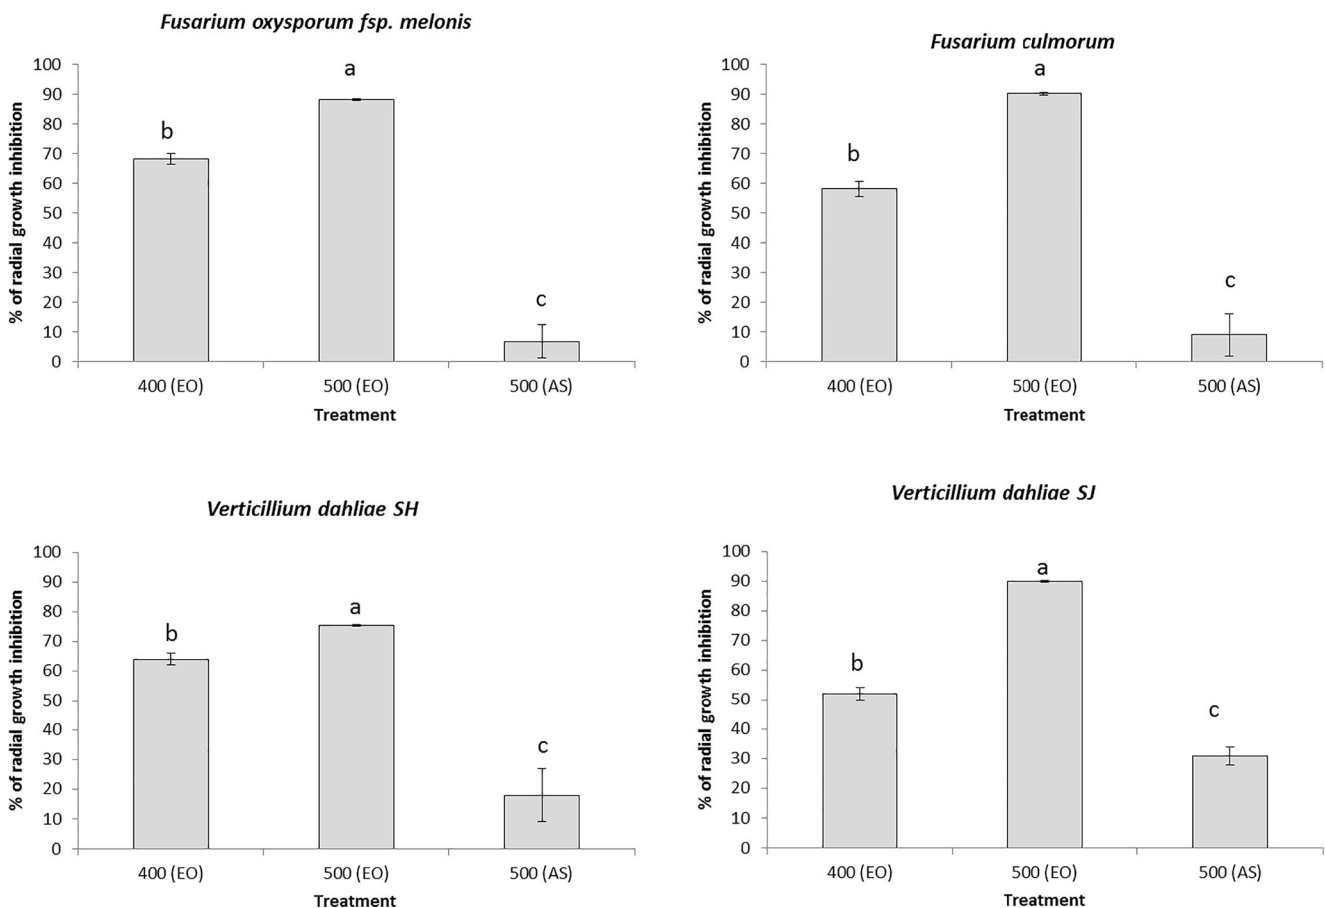 Fusarium oxysporum fsp. melonis
% of radial growth inhibition
100
90
80
70
60
50
40
30
20
10
0
b
a
c
400 (EO) 500 (EO) 500 (AS)
Treatment
Fusarium culmorum
% of radial growth inhibition
100
90
80
70
60
50
40
30
20
10
0
b
a
c
400 (EO) 500 (EO) 500 (AS)
Treatment
Verticillium dahliae SH
% of radial growth inhibition
100
90
80
70
60
50
40
30
20
10
0
b
a
c
400 (EO) 500 (EO) 500 (AS)
Treatment
Verticillium dahliae SJ
% of radial growth inhibition
100
90
80
70
60
50
40
30
20
10
0
b
a
c
400 (EO) 500 (EO) 500 (AS)
Treatment